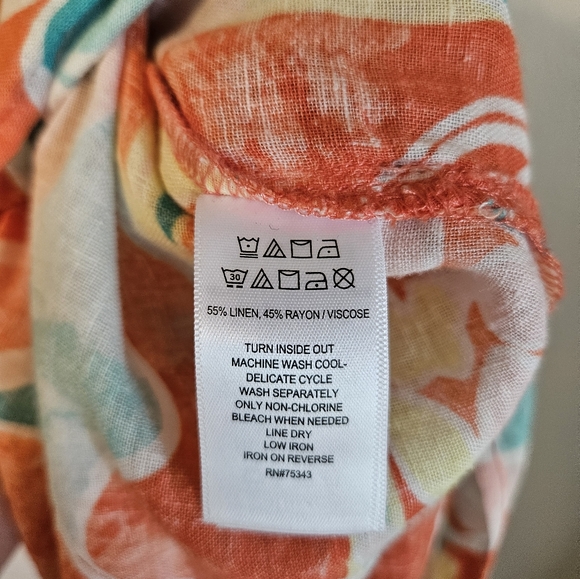 30
55% LINEN, 45% RAYON / VISCOSE
TURN INSIDE OUT
MACHINE WASH COOL-
DELICATE CYCLE
WASH SEPARATELY
ONLY NON-CHLORINE
BLEACH WHEN NEEDED
LINE DRY
LOW IRON
IRON ON REVERSE
RN#75343